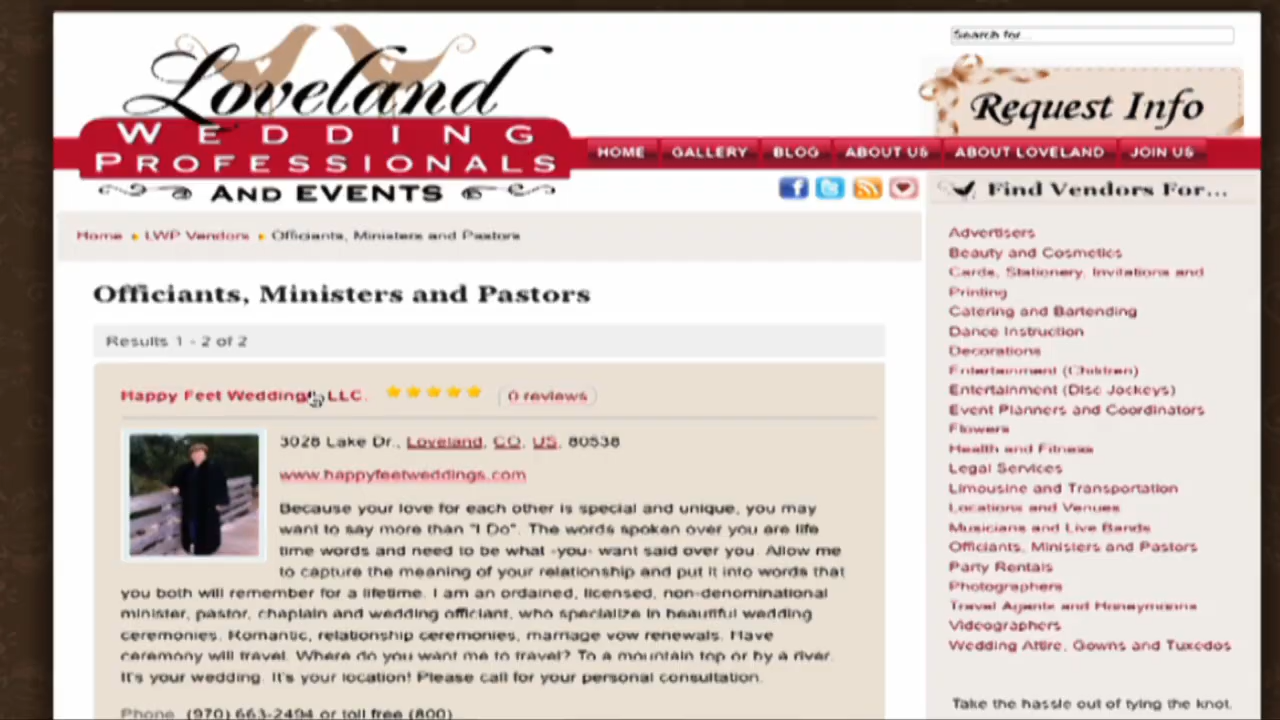 Loveland
WEDDING
PROFESSIONALS
AND EVENTS
Search for...
Request Info
HOME GALLERY BLOG ABOUT US ABOUT LOVELAND JOIN US
Home LWP Vendors Officiants, Ministers and Pastors
Officiants, Ministers and Pastors
Results 1 - 2 of 2
Happy Feet Wedding LLC. 0 reviews
3028 Lake Dr., Loveland, CO, US, 80538
www.happyfeetweddings.com
Because your love for each other is special and unique, you may
want to say more than "I Do". The words spoken over you are life
time words and need to be what -you- want said over you. Allow me
to capture the meaning of your relationship and put it into words that
you both will remember for a lifetime. I am an ordained, licensed, non-denominational
minister, pastor, chaplain and wedding officiant, who specialize in beautiful wedding
ceremonies. Romantic, relationship ceremonies, marriage vow renewals. Have
ceremony will travel. Where do you want me to travel? To a mountain top or by a river.
It's your wedding. It's your location! Please call for your personal consultation.
Phone (970) 663-2494 or toll free (800)
Find Vendors For...
Advertisers
Beauty and Cosmetics
Cards, Stationery, Invitations and
Printing
Catering and Bartending
Dance Instruction
Decorations
Entertainment (Children)
Entertainment (Disc Jockeys)
Event Planners and Coordinators
Flowers
Health and Fitness
Legal Services
Limousine and Transportation
Locations and Venues
Musicians and Live Bands
Officiants, Ministers and Pastors
Party Rentals
Photographers
Travel Agents and Honeymoons
Videographers
Wedding Attire, Gowns and Tuxedos
Take the hassle out of tying the knot.